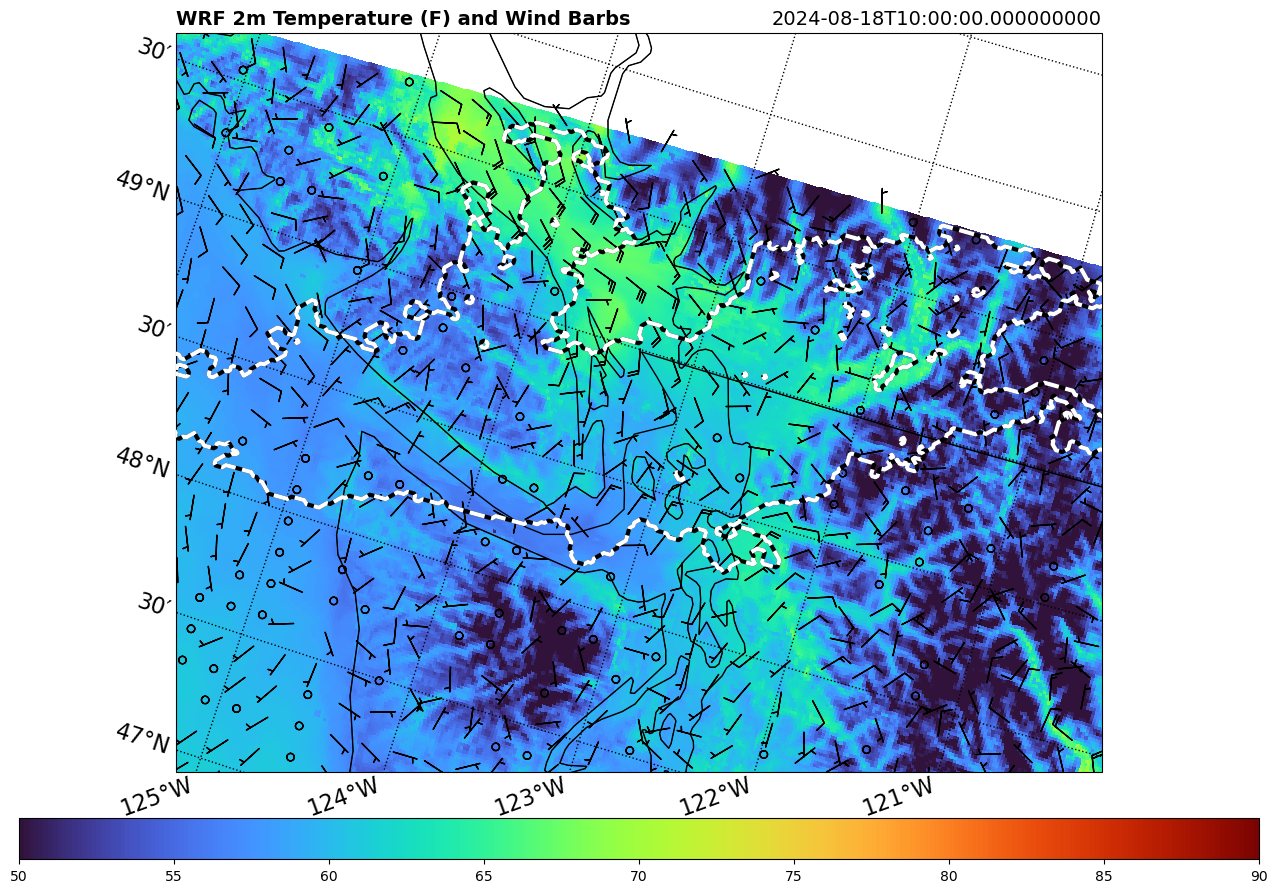 WRF 2m Temperature (F) and Wind Barbs 2024-08-18T10:00:00.000000000
30′
49°N
30′
48°N
30′
47°N
125°W 124°W 123°W 122°W 121°W
50 55 60 65 70 75 80 85 90